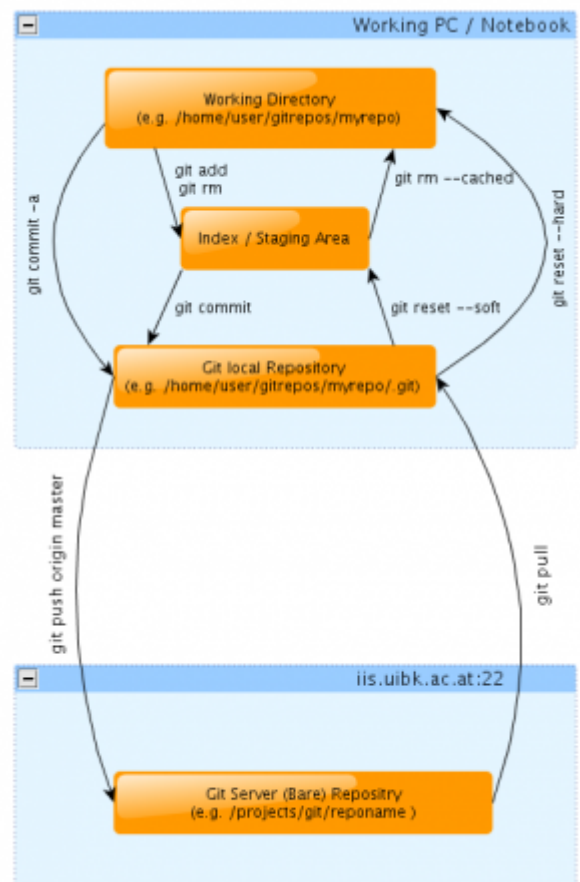 Working PC / Notebook
Working Directory
(e.g. /home/user/gitrepos/myrepo)
git add
git rm
git rm --cached
git commit -a
git reset --hard
Index / Staging Area
git commit
git reset --soft
Git local Repository
(e.g. /home/user/gitrepos/myrepo/.git)
git push origin master
git pull
iis.uibk.ac.at:22
Git Server (Bare) Repositry
(e.g. /projects/git/reponame )